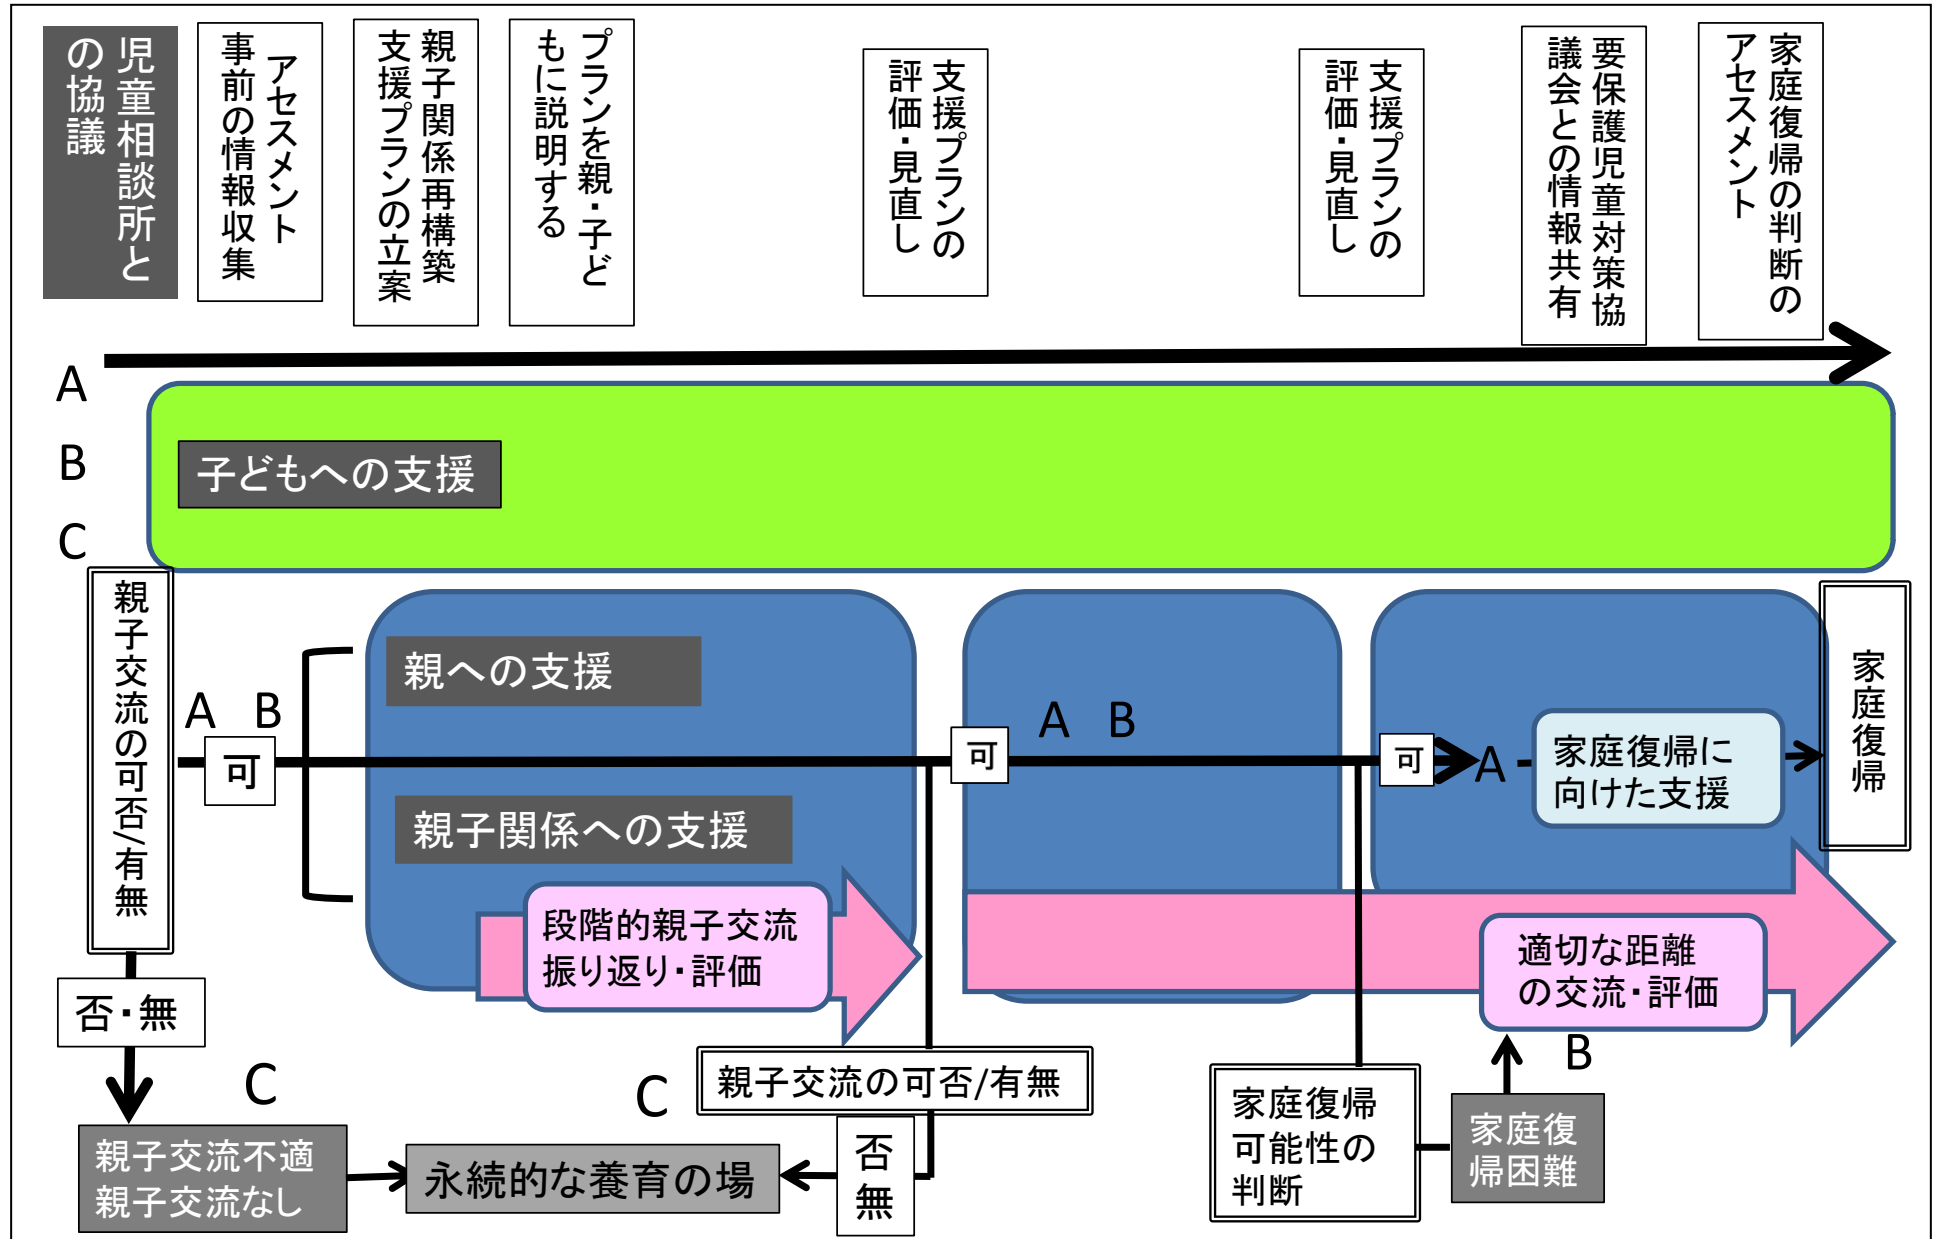 児童相談所と
の協議
アセスメント
事前の情報収集
親子関係再構築
支援プランの立案
プランを親・子ど
もに説明する
支援プランの
評価・見直し
支援プランの
評価・見直し
要保護児童対策協
議会との情報共有
家庭復帰の判断の
アセスメント
A
B
C
子どもへの支援
親子交流の可否/有無
A B
可
親への支援
親子関係への支援
段階的親子交流
振り返り・評価
可
A B
可
A
家庭復帰に
向けた支援
家庭復帰
適切な距離
の交流・評価
B
否・無
C
親子交流不適
親子交流なし
C
永続的な養育の場
親子交流の可否/有無
否
無
家庭復帰
可能性の
判断
家庭復
帰困難